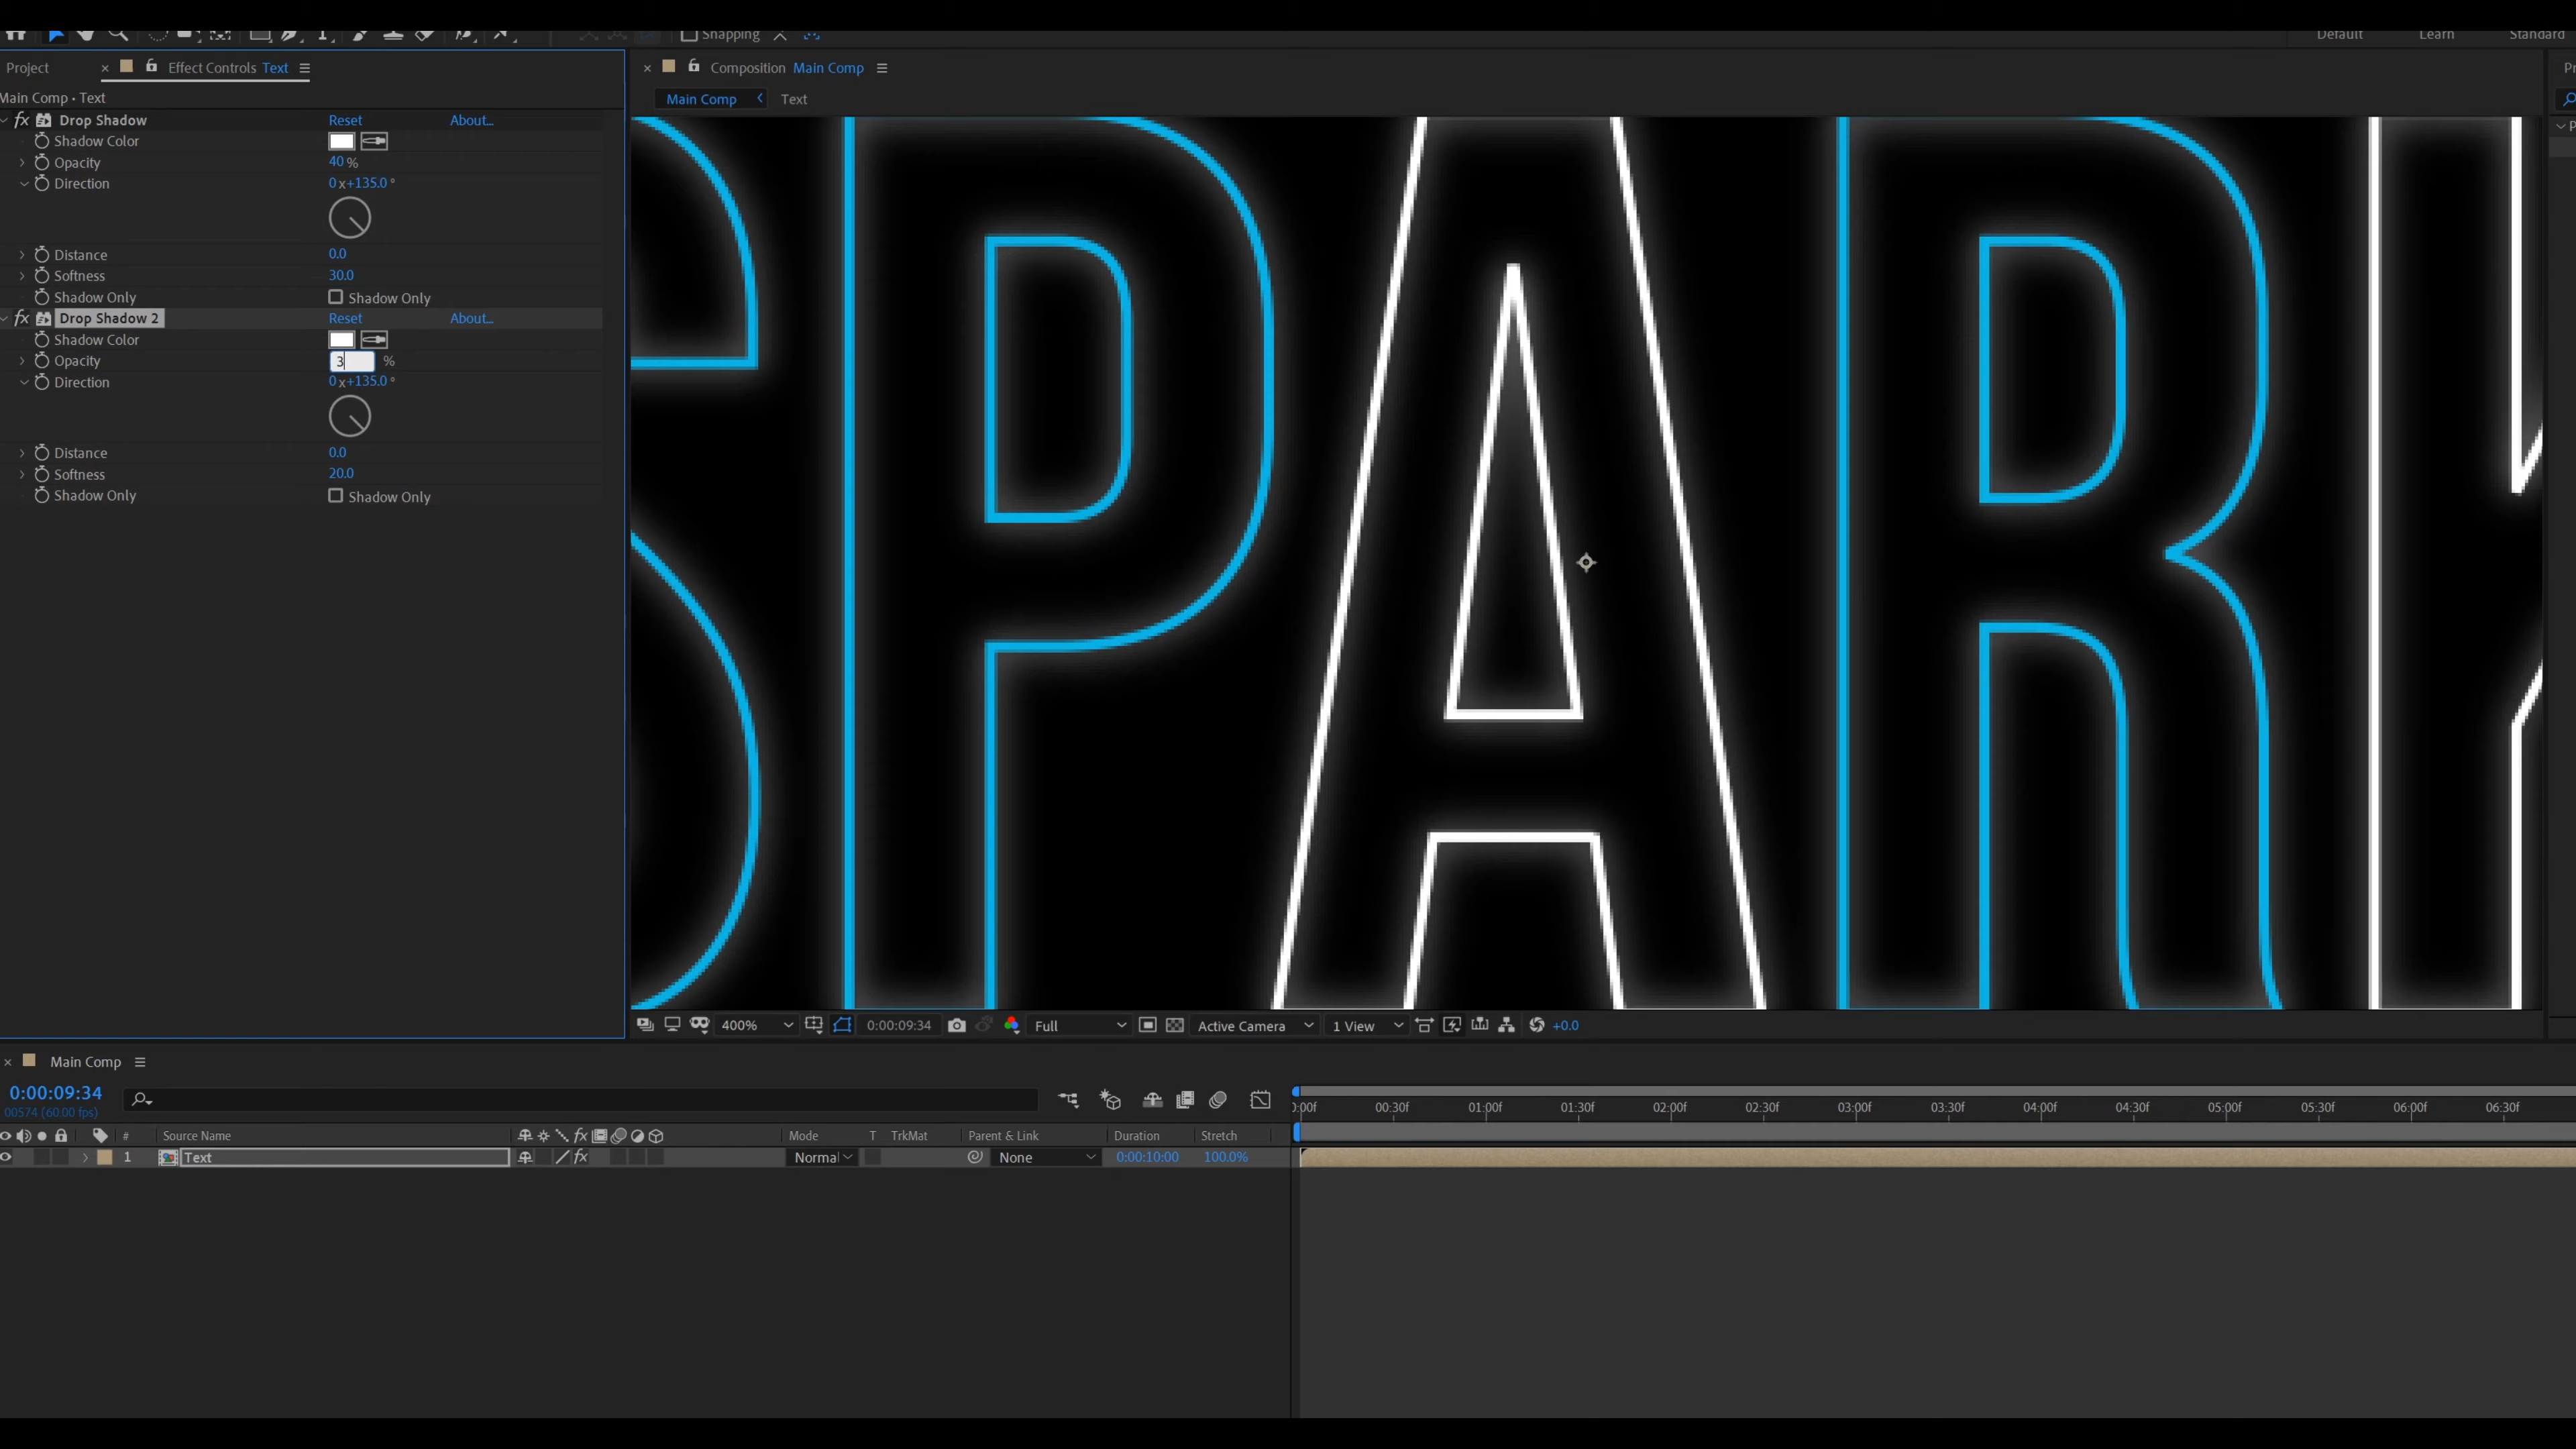 Snapping
Default Learn Standard
Project × Effect Controls Text
× Composition Main Comp
Main Comp • Text
Main Comp Text
fx Drop Shadow Reset About...
Shadow Color
Opacity 40 %
Direction 0 x+135.0 °
Distance 0.0
Softness 30.0
Shadow Only Shadow Only
fx Drop Shadow 2 Reset About...
Shadow Color
Opacity 3 %
Direction 0 x+135.0 °
Distance 0.0
Softness 20.0
Shadow Only Shadow Only
SPARK
400% 0:00:09:34 Full Active Camera 1 View +0.0
× Main Comp
0:00:09:34
00574 (60.00 fps)
0:00f 00:30f 01:00f 01:30f 02:00f 02:30f 03:00f 03:30f 04:00f 04:30f 05:00f 05:30f 06:00f 06:30f
# Source Name fx Mode T TrkMat Parent & Link Duration Stretch
1 Text fx Normal None 0:00:10:00 100.0%